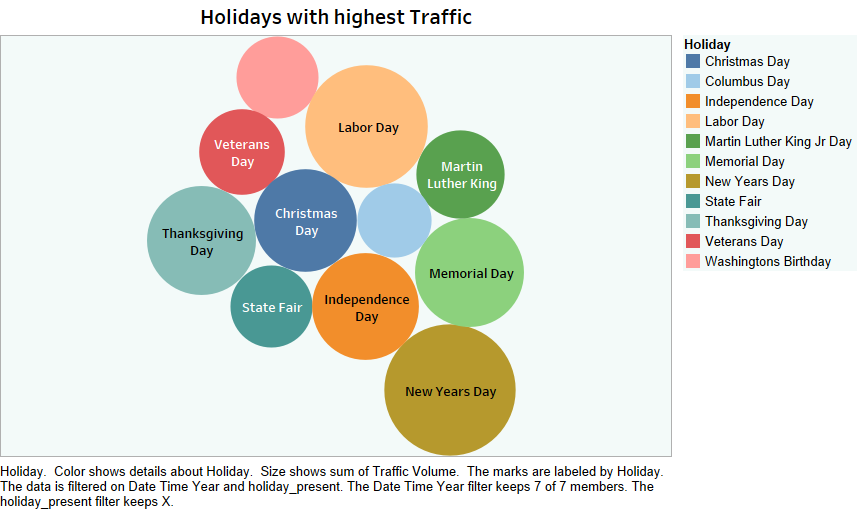 Holidays with highest Traffic
Labor Day
Veterans
Day
Martin
Luther King
Christmas
Day
Thanksgiving
Day
Memorial Day
State Fair
Independence
Day
New Years Day
Holiday
Christmas Day
Columbus Day
Independence Day
Labor Day
Martin Luther King Jr Day
Memorial Day
New Years Day
State Fair
Thanksgiving Day
Veterans Day
Washingtons Birthday
Holiday.  Color shows details about Holiday.  Size shows sum of Traffic Volume.  The marks are labeled by Holiday.
The data is filtered on Date Time Year and holiday_present. The Date Time Year filter keeps 7 of 7 members. The
holiday_present filter keeps X.